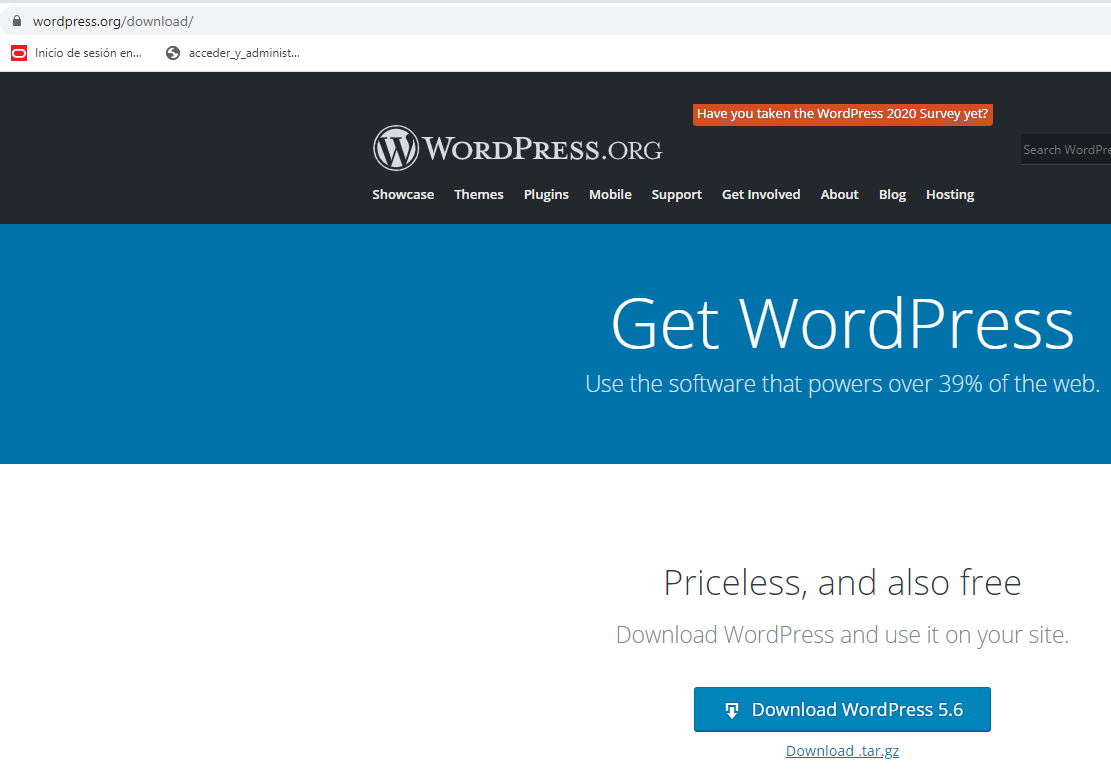 wordpress.org/download/
Inicio de sesión en... acceder_y_administ...
Have you taken the WordPress 2020 Survey yet?
WORDPRESS.ORG
Search WordPre
Showcase Themes Plugins Mobile Support Get Involved About Blog Hosting
Get WordPress
Use the software that powers over 39% of the web.
Priceless, and also free
Download WordPress and use it on your site.
Download WordPress 5.6
Download .tar.gz